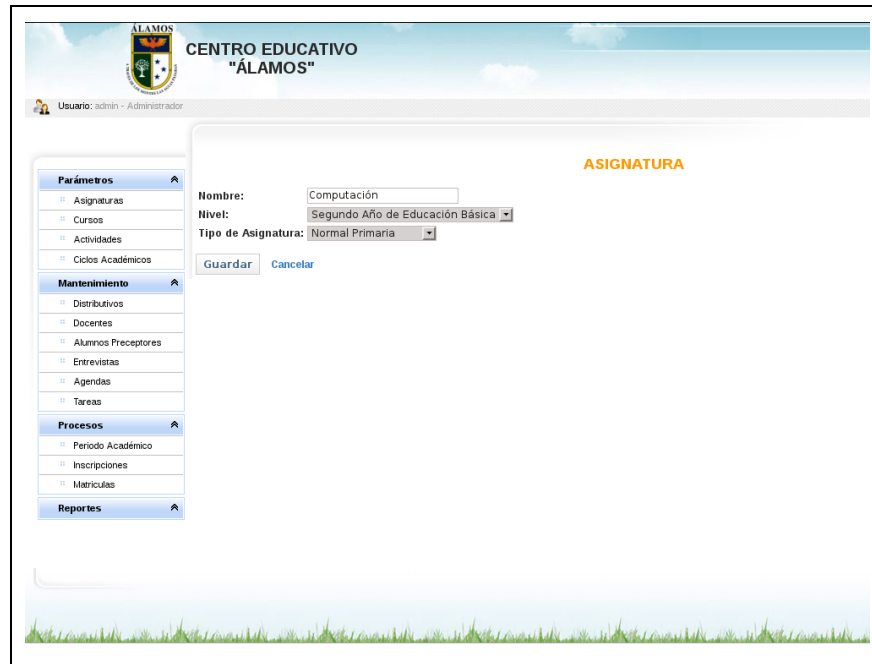 ÁLAMOS
CENTRO EDUCATIVO
"ÁLAMOS"
Usuario: admin - Administrador
ASIGNATURA
Parámetros
Asignaturas
Cursos
Actividades
Ciclos Académicos
Mantenimiento
Distributivos
Docentes
Alumnos Preceptores
Entrevistas
Agendas
Tareas
Procesos
Periodo Académico
Inscripciones
Matriculas
Reportes
Nombre: Computación
Nivel: Segundo Año de Educación Básica
Tipo de Asignatura: Normal Primaria
Guardar Cancelar